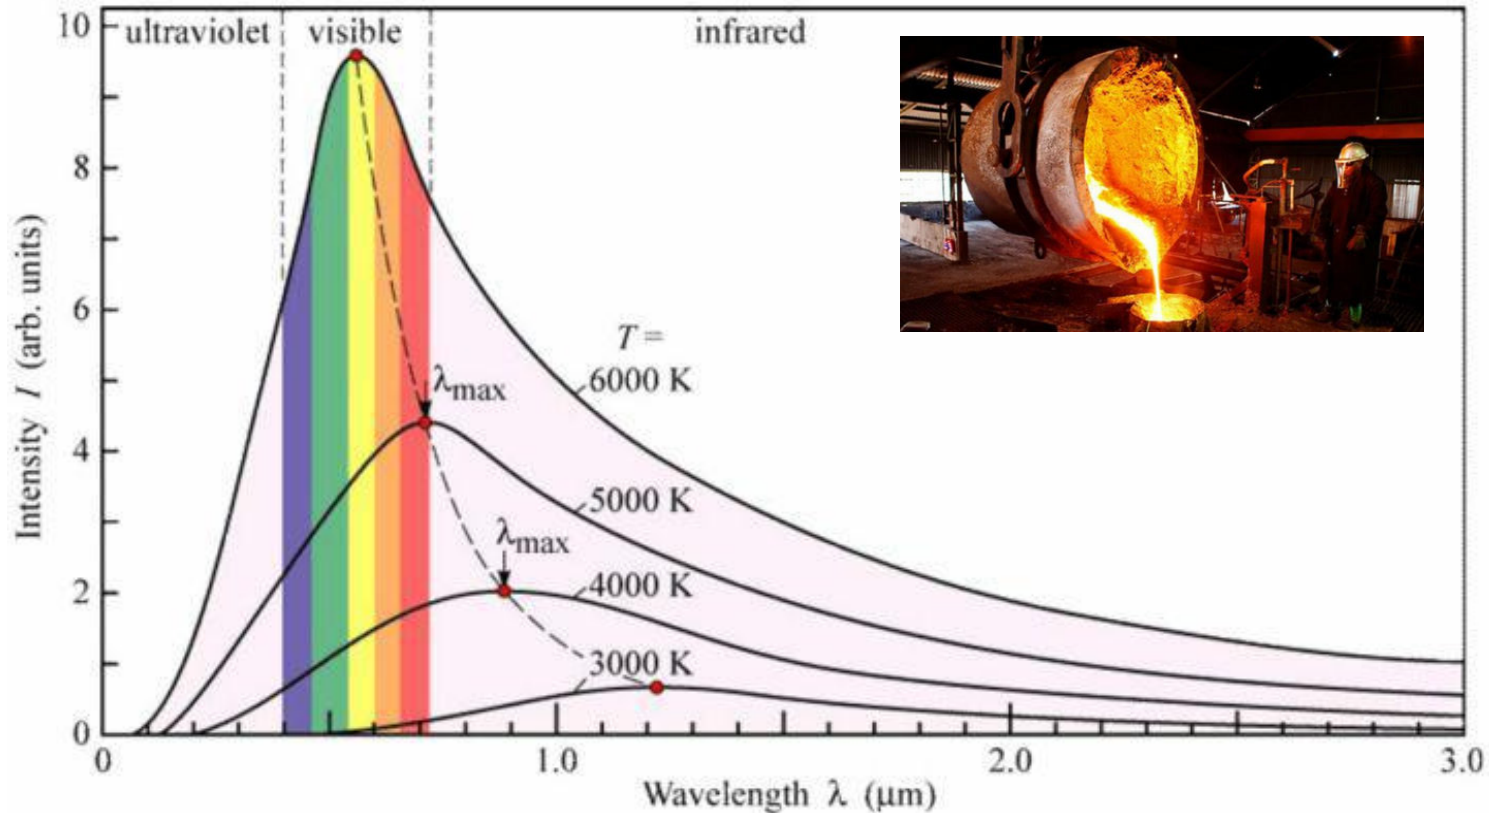 10
ultraviolet
visible
infrared
8
6
4
2
0
Intensity I (arb. units)
T =
6000 K
λmax
5000 K
λmax
4000 K
3000 K
0
1.0
2.0
3.0
Wavelength λ (μm)